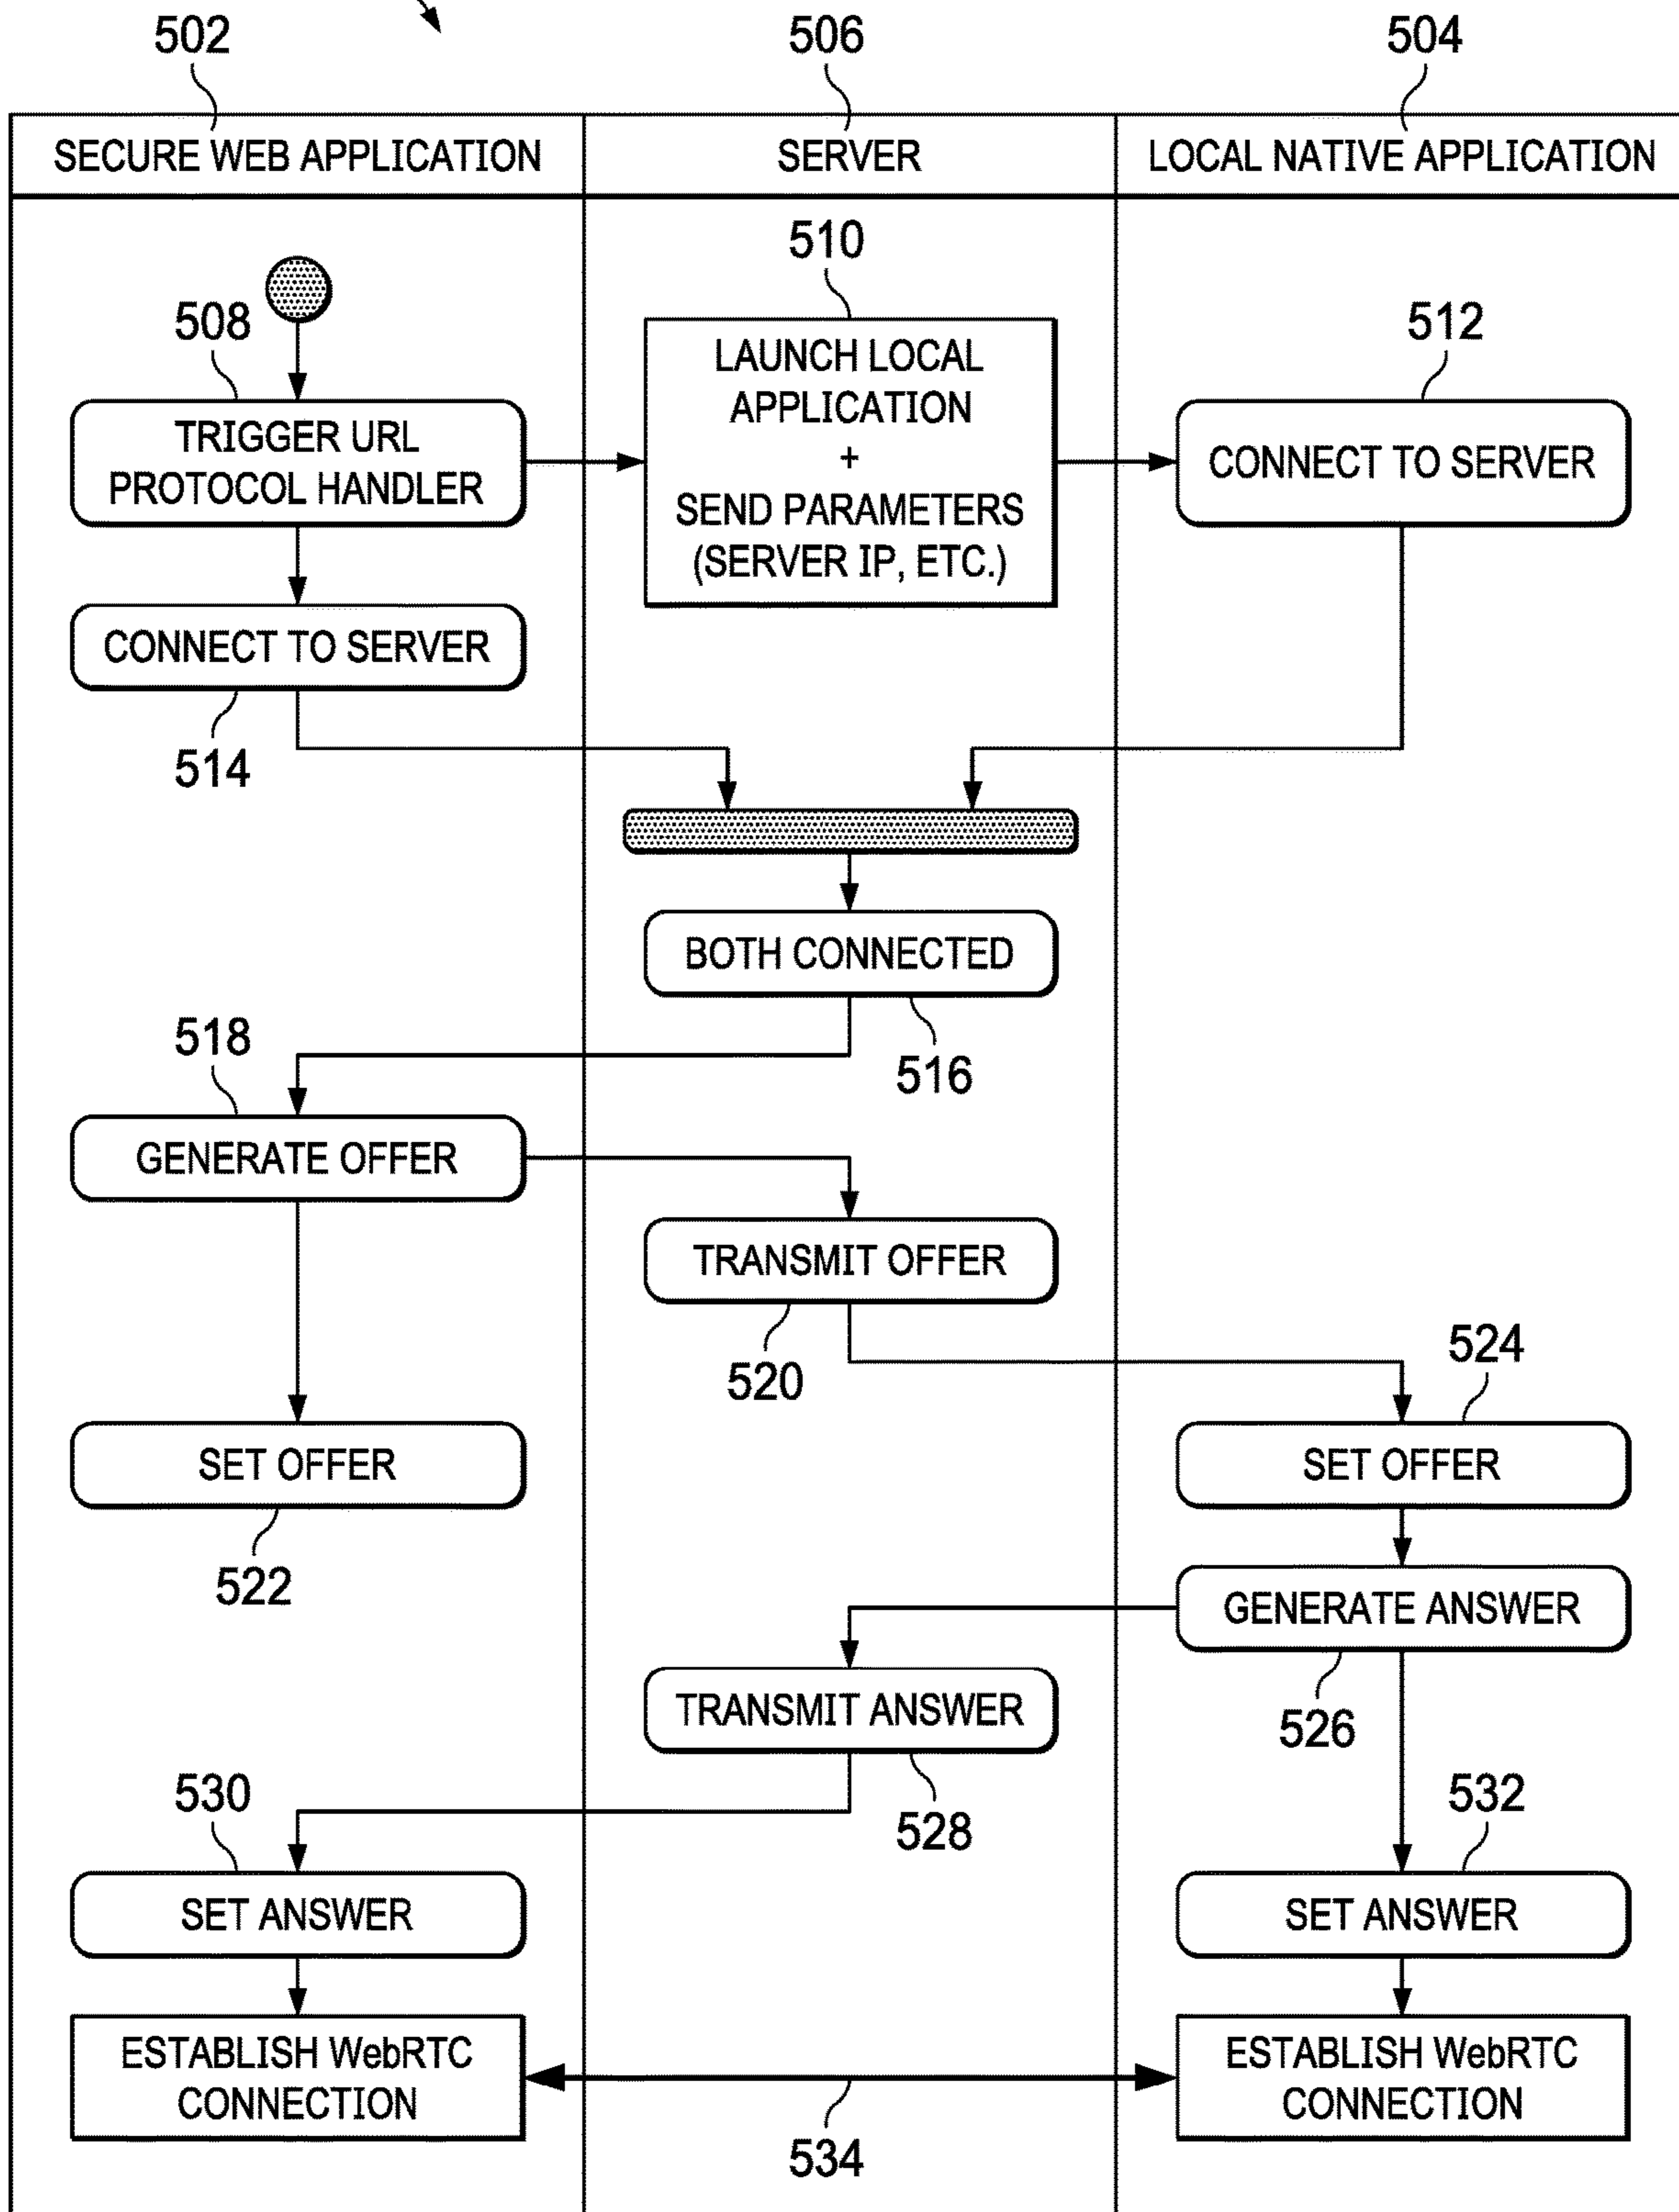 502
506
504
SECURE WEB APPLICATION
SERVER
LOCAL NATIVE APPLICATION
510
508
512
LAUNCH LOCAL
APPLICATION
+
SEND PARAMETERS
(SERVER IP, ETC.)
TRIGGER URL
PROTOCOL HANDLER
CONNECT TO SERVER
CONNECT TO SERVER
514
BOTH CONNECTED
516
518
GENERATE OFFER
TRANSMIT OFFER
520
524
SET OFFER
522
SET OFFER
GENERATE ANSWER
526
TRANSMIT ANSWER
528
530
532
SET ANSWER
SET ANSWER
ESTABLISH WebRTC
CONNECTION
ESTABLISH WebRTC
CONNECTION
534